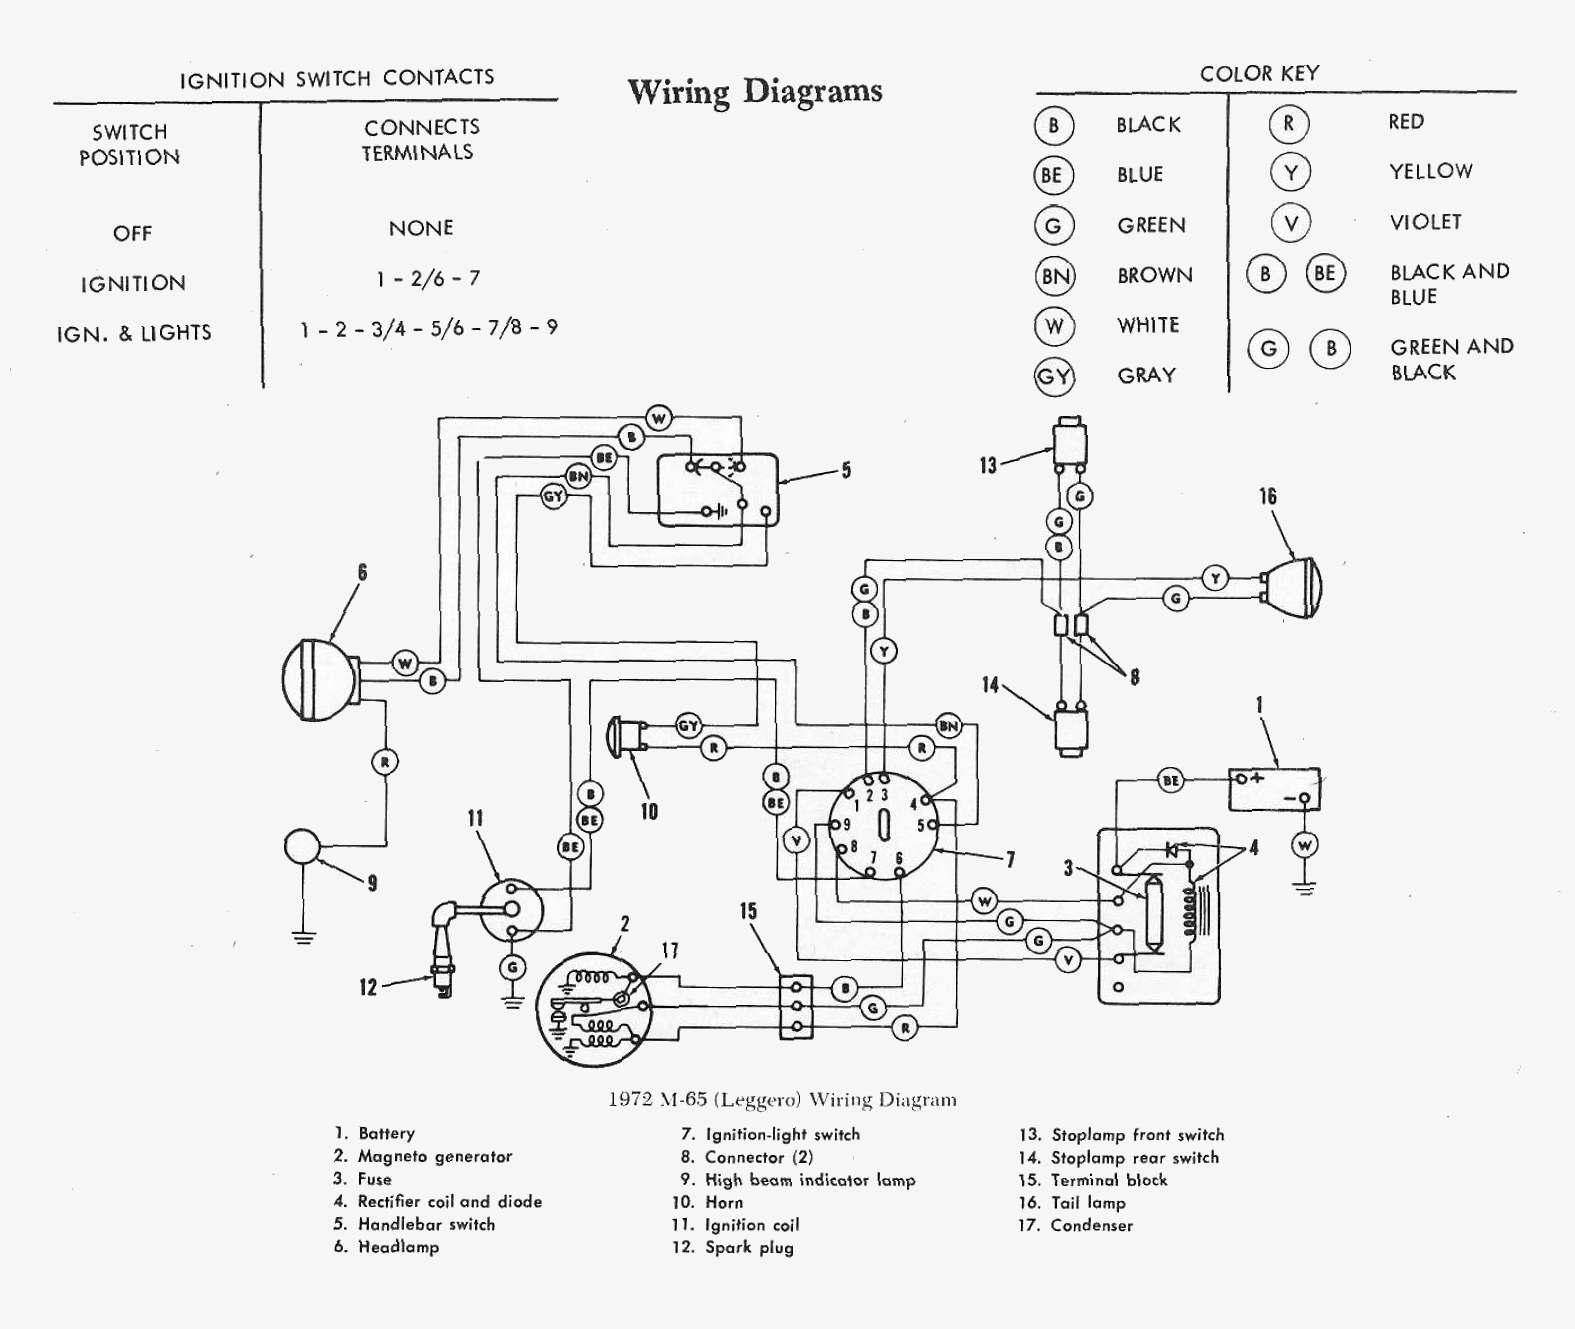 IGNITION SWITCH CONTACTS
SWITCH POSITION
CONNECTS TERMINALS
OFF NONE
IGNITION 1 - 2/6 - 7
IGN. & LIGHTS 1 - 2 - 3/4 - 5/6 - 7/8 - 9
Wiring Diagrams
COLOR KEY
B BLACK
BE BLUE
G GREEN
BN BROWN
W WHITE
GY GRAY
R RED
Y YELLOW
V VIOLET
B BE BLACK AND BLUE
G B GREEN AND BLACK
W
B
BE
BN
GY
5
13
G
G
B
16
6
G
B
Y
G
Y
W
B
8
14
1
GY
BN
R
R
R
B
BE
BE
10
B
BE
11
BE
1
2
3
4
5
6
7
8
9
V
7
3
4
W
9
W
G
G
V
2
17
15
12
G
B
G
R
1972 M-65 (Leggero) Wiring Diagram
1. Battery
2. Magneto generator
3. Fuse
4. Rectifier coil and diode
5. Handlebar switch
6. Headlamp
7. Ignition-light switch
8. Connector (2)
9. High beam indicator lamp
10. Horn
11. Ignition coil
12. Spark plug
13. Stoplamp front switch
14. Stoplamp rear switch
15. Terminal block
16. Tail lamp
17. Condenser